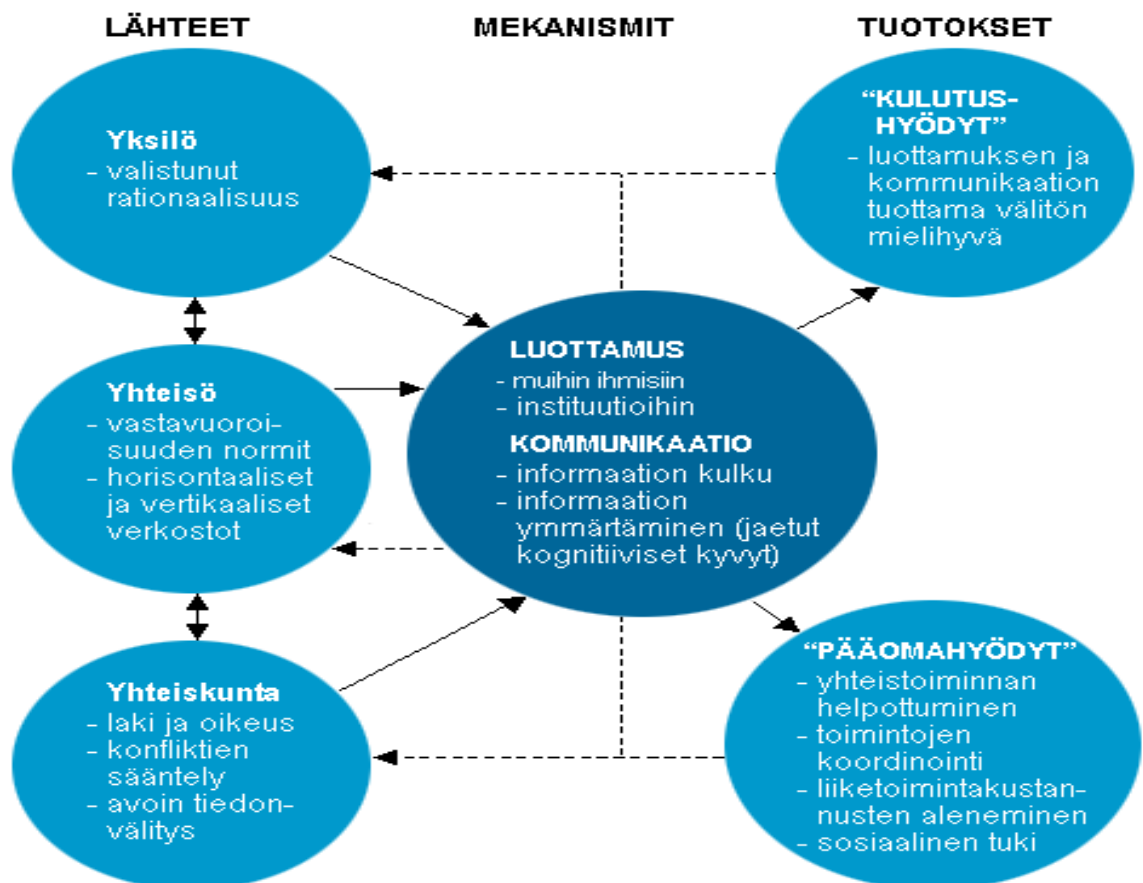 LÄHTEET
MEKANISMIT
TUOTOKSET
Yksilö
- valistunut
rationaalisuus
Yhteisö
- vastavuoroi-
suuden normit
- horisontaaliset
ja vertikaaliset
verkostot
Yhteiskunta
- laki ja oikeus
- konfliktien
sääntely
- avoin tiedon-
välitys
LUOTTAMUS
- muihin ihmisiin
- instituutioihin
KOMMUNIKAATIO
- informaation kulku
- informaation
ymmärtäminen (jaetut
kognitiiviset kyvyt)
“KULUTUS-
HYÖDYT”
- luottamuksen ja
kommunikaation
tuottama välitön
mielihyvä
“PÄÄOMAHYÖDYT”
- yhteistoiminnan
helpottuminen
- toimintojen
koordinointi
- liiketoimintakustan-
nusten aleneminen
- sosiaalinen tuki